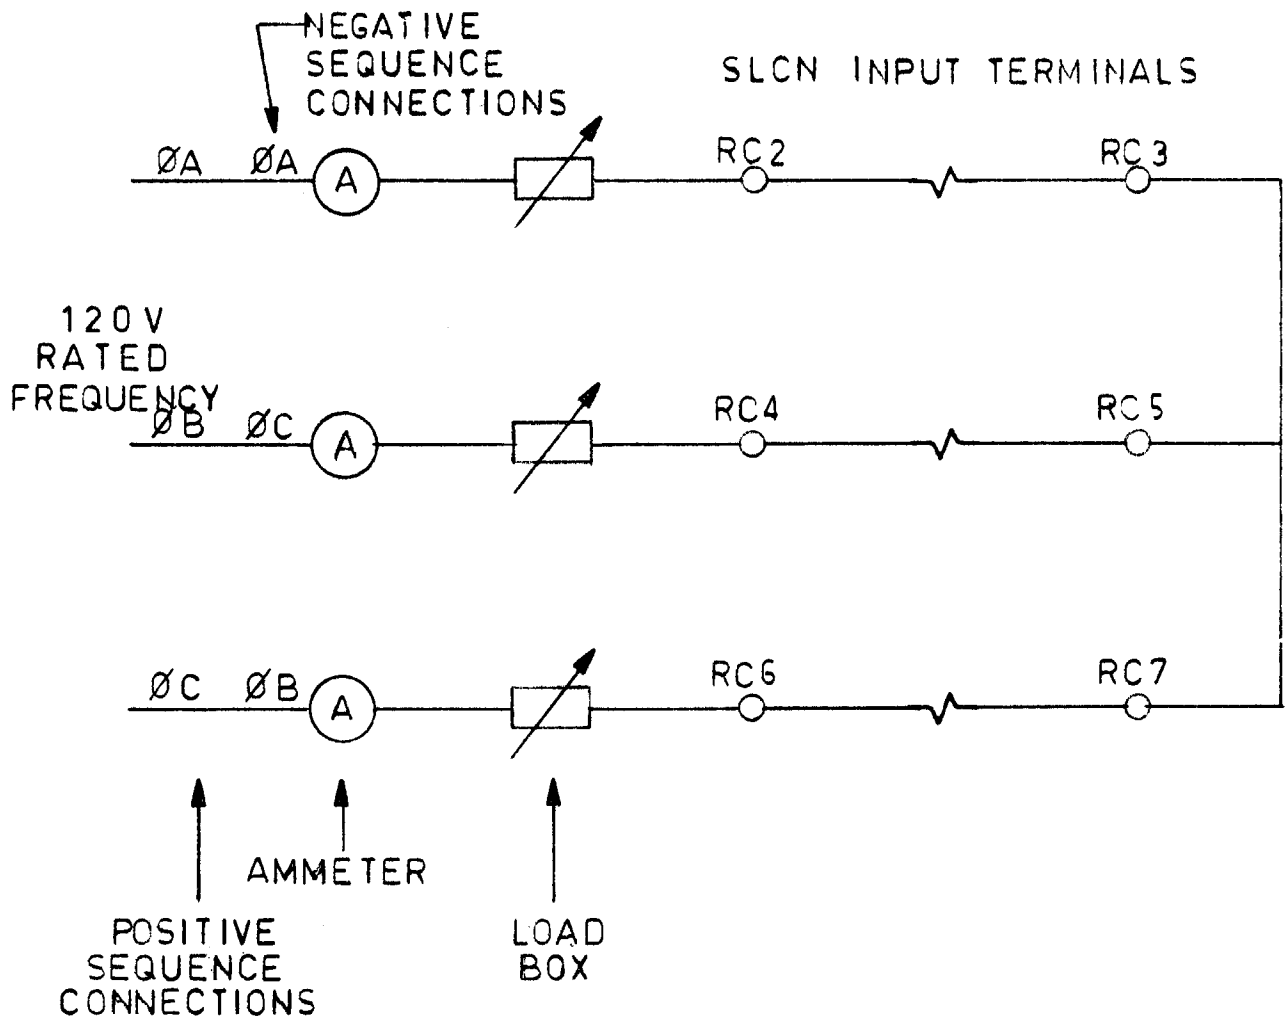 NEGATIVE
SEQUENCE
CONNECTIONS
SLCN INPUT TERMINALS
ØA ØA A RC2 RC3
120V
RATED
FREQUENCY
ØB ØC A RC4 RC5
ØC ØB A RC6 RC7
AMMETER
POSITIVE
SEQUENCE
CONNECTIONS
LOAD
BOX